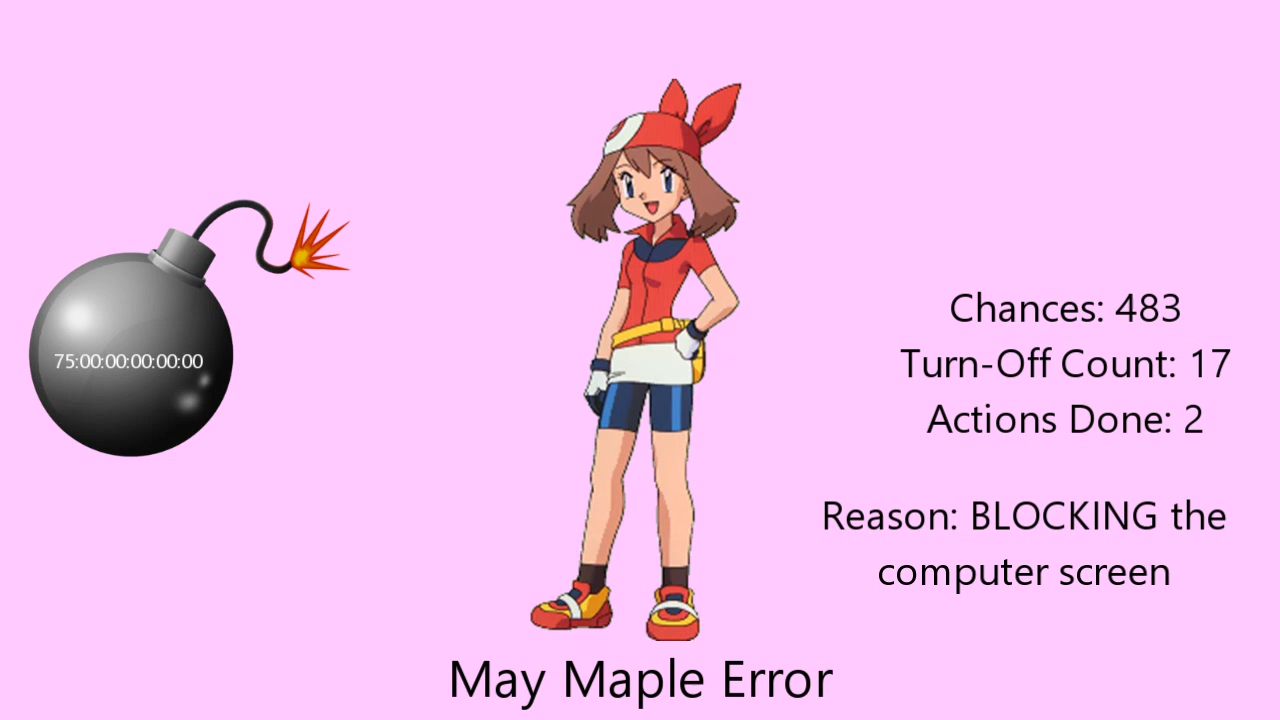 75:00:00:00:00:00
Chances: 483
Turn-Off Count: 17
Actions Done: 2
Reason: BLOCKING the
computer screen
May Maple Error